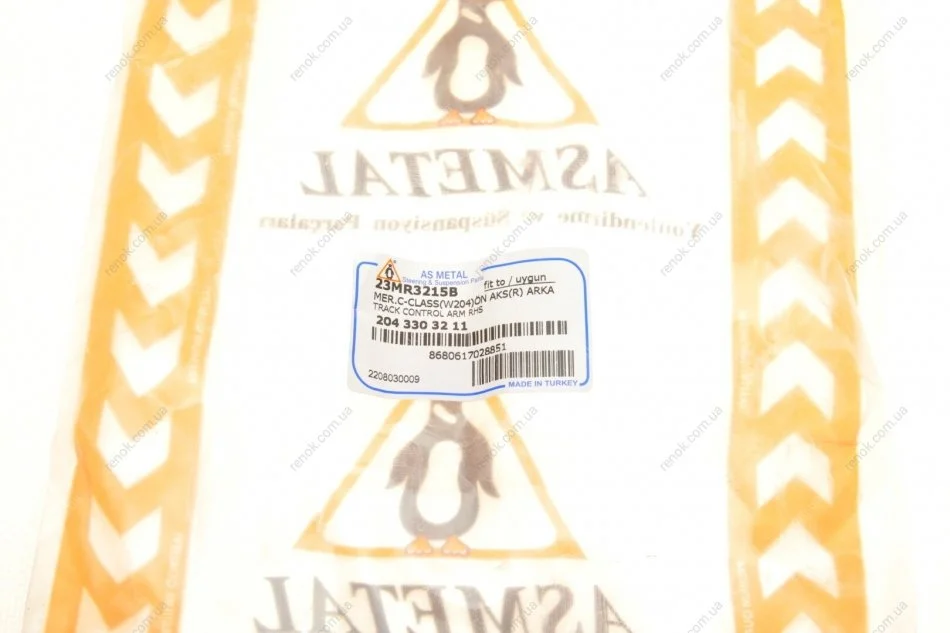 ASMETAL
Yönlendirme ve Süspansiyon Parçaları
AS METAL
Steering & Suspension Parts
fit to / uygun
23MR3215B
MER.C-CLASS(W204)ÖN AKS(R) ARKA
TRACK CONTROL ARM RHS
204 330 32 11
8680617028851
2208030009
MADE IN TURKEY
ASMETAL
renok.com.ua